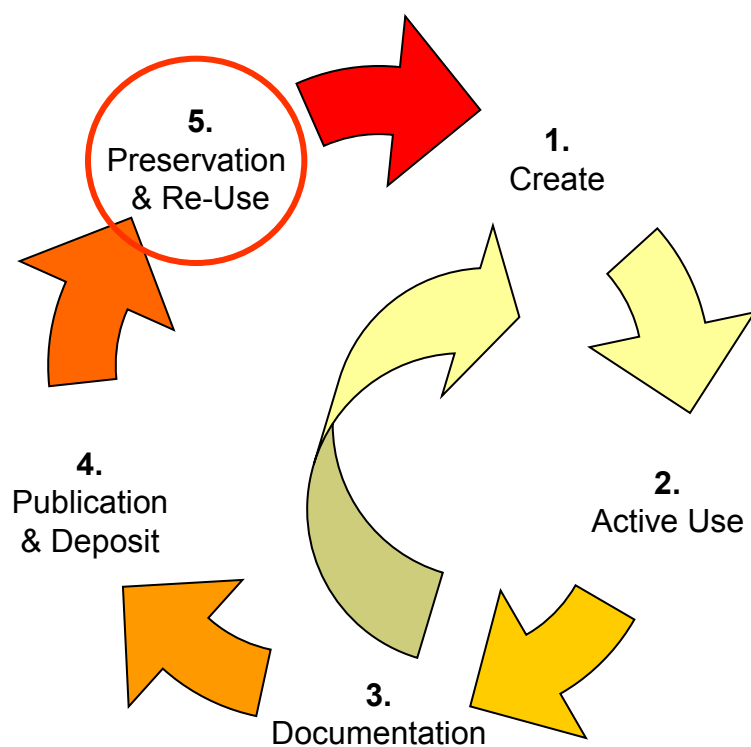 1.
Create
2.
Active Use
3.
Documentation
4.
Publication
& Deposit
5.
Preservation
& Re-Use